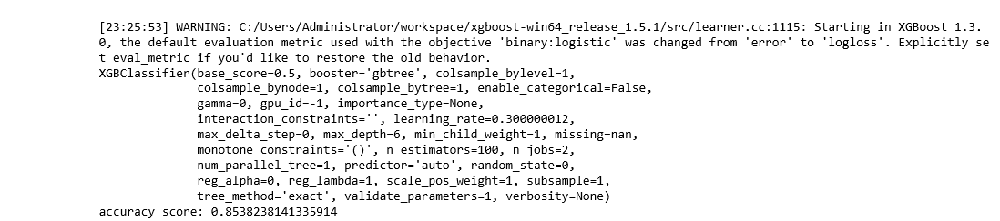 [23:25:53] WARNING: C:/Users/Administrator/workspace/xgboost-win64_release_1.5.1/src/learner.cc:1115: Starting in XGBoost 1.3.
0, the default evaluation metric used with the objective 'binary:logistic' was changed from 'error' to 'logloss'. Explicitly se
t eval_metric if you'd like to restore the old behavior.
XGBClassifier(base_score=0.5, booster='gbtree', colsample_bylevel=1,
              colsample_bynode=1, colsample_bytree=1, enable_categorical=False,
              gamma=0, gpu_id=-1, importance_type=None,
              interaction_constraints='', learning_rate=0.300000012,
              max_delta_step=0, max_depth=6, min_child_weight=1, missing=nan,
              monotone_constraints='()', n_estimators=100, n_jobs=2,
              num_parallel_tree=1, predictor='auto', random_state=0,
              reg_alpha=0, reg_lambda=1, scale_pos_weight=1, subsample=1,
              tree_method='exact', validate_parameters=1, verbosity=None)
accuracy score: 0.8538238141335914